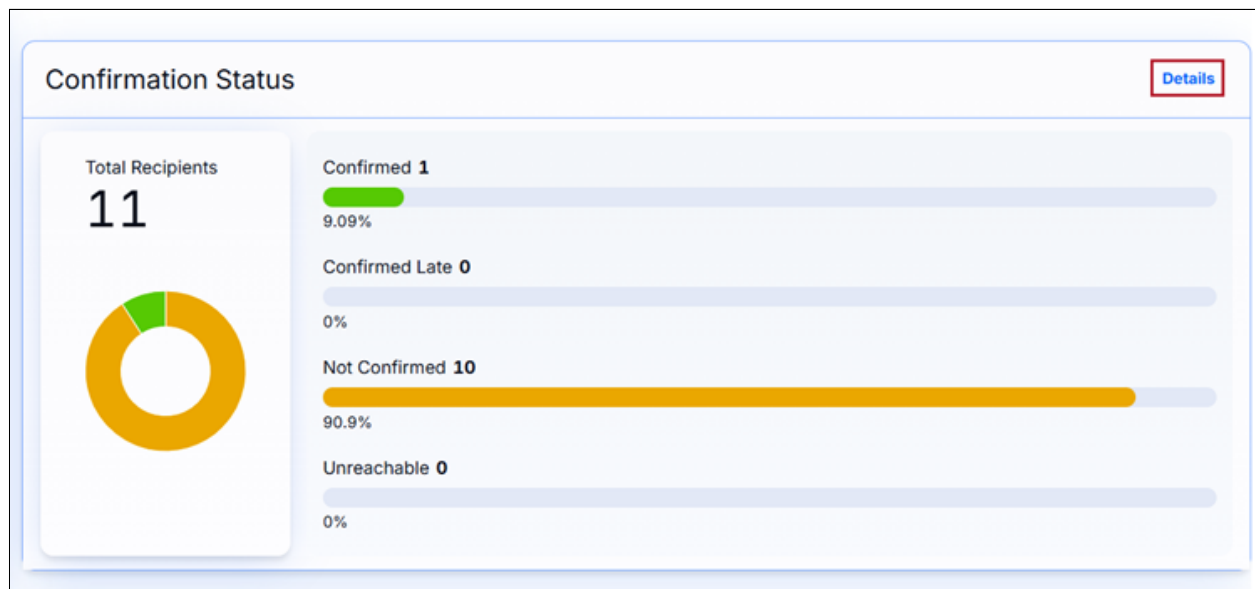 Confirmation Status
Details
Total Recipients
11
Confirmed 1
9.09%
Confirmed Late 0
0%
Not Confirmed 10
90.9%
Unreachable 0
0%